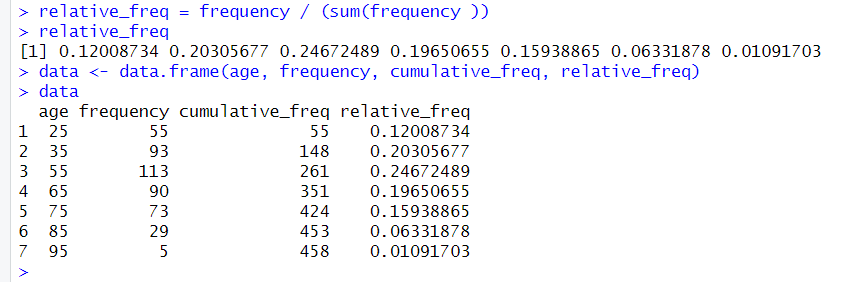 > relative_freq = frequency / (sum(frequency ))
> relative_freq
[1] 0.12008734 0.20305677 0.24672489 0.19650655 0.15938865 0.06331878 0.01091703
> data <- data.frame(age, frequency, cumulative_freq, relative_freq)
> data
  age frequency cumulative_freq relative_freq
1  25        55              55    0.12008734
2  35        93             148    0.20305677
3  55       113             261    0.24672489
4  65        90             351    0.19650655
5  75        73             424    0.15938865
6  85        29             453    0.06331878
7  95         5             458    0.01091703
>